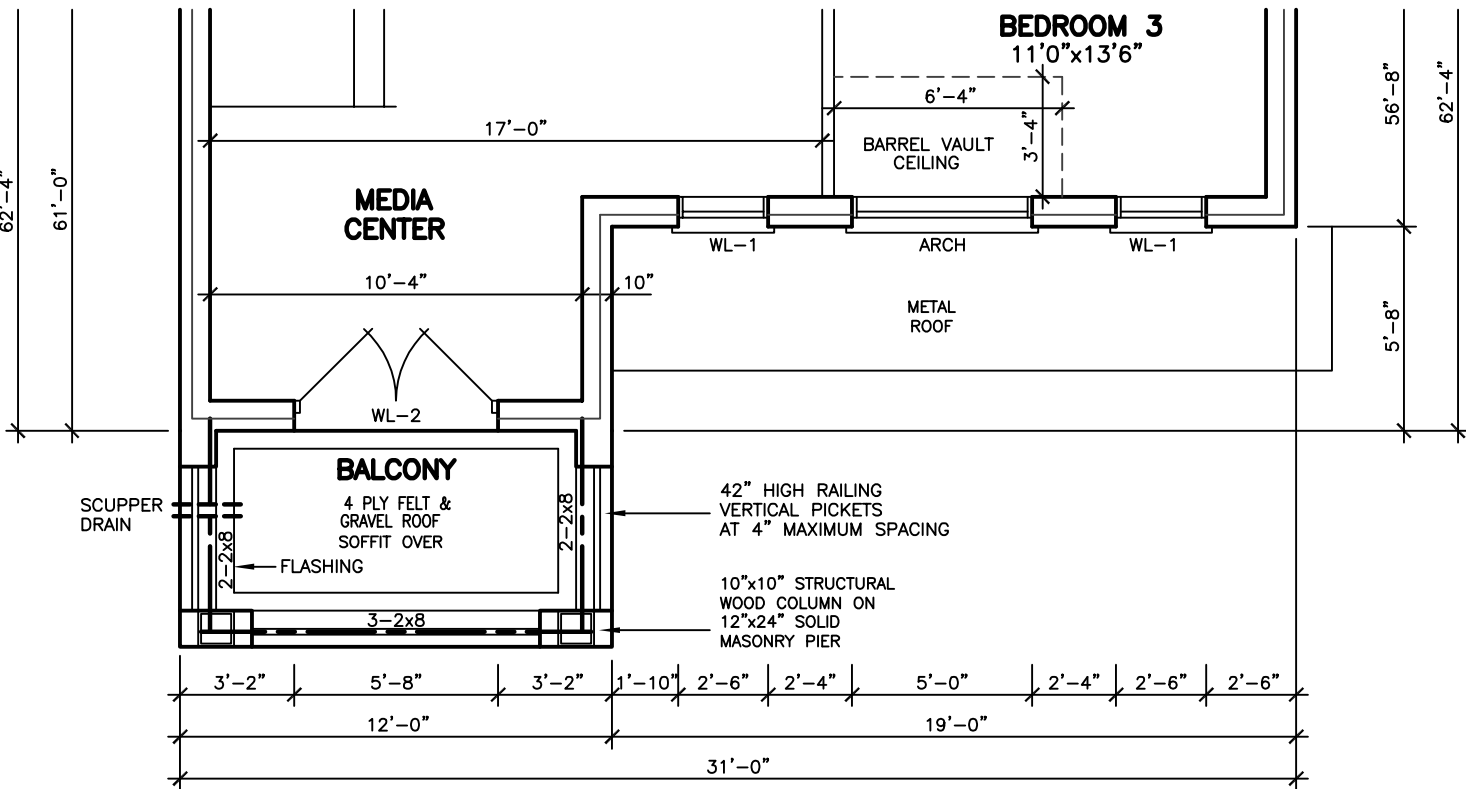 BEDROOM 3
11'0"x13'6"
6'-4"
3'-4"
BARREL VAULT
CEILING
17'-0"
56'-8"
62'-4"
62'-4"
61'-0"
MEDIA
CENTER
WL-1
ARCH
WL-1
10'-4"
10"
METAL
ROOF
5'-8"
WL-2
BALCONY
4 PLY FELT &
GRAVEL ROOF
SOFFIT OVER
2-2x8
2-2x8
FLASHING
SCUPPER
DRAIN
42" HIGH RAILING
VERTICAL PICKETS
AT 4" MAXIMUM SPACING
10"x10" STRUCTURAL
WOOD COLUMN ON
12"x24" SOLID
MASONRY PIER
3-2x8
3'-2"
5'-8"
3'-2"
1'-10"
2'-6"
2'-4"
5'-0"
2'-4"
2'-6"
2'-6"
12'-0"
19'-0"
31'-0"